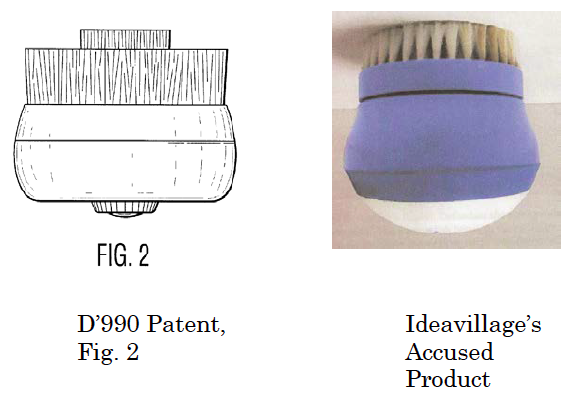 FIG. 2
D’990 Patent,
Fig. 2
Ideavillage’s
Accused
Product